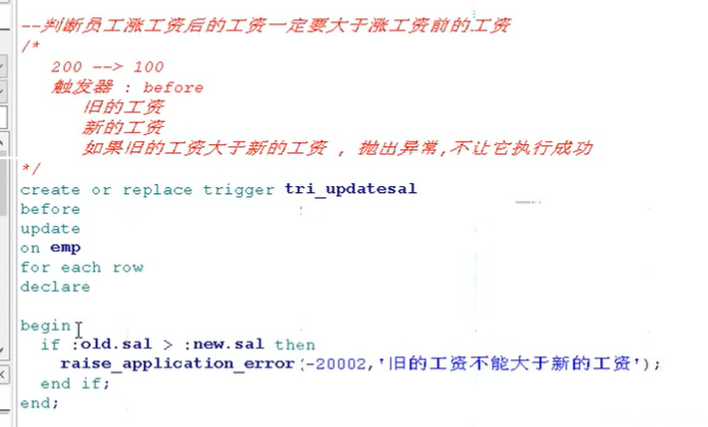 --判断员工涨工资后的工资一定要大于涨工资前的工资
/*
200 --> 100
触发器 : before
旧的工资
新的工资
如果旧的工资大于新的工资 , 抛出异常,不让它执行成功
*/
create or replace trigger tri_updatesal
before
update
on emp
for each row
declare
begin
if :old.sal > :new.sal then
raise_application_error(-20002,'旧的工资不能大于新的工资');
end if;
end;